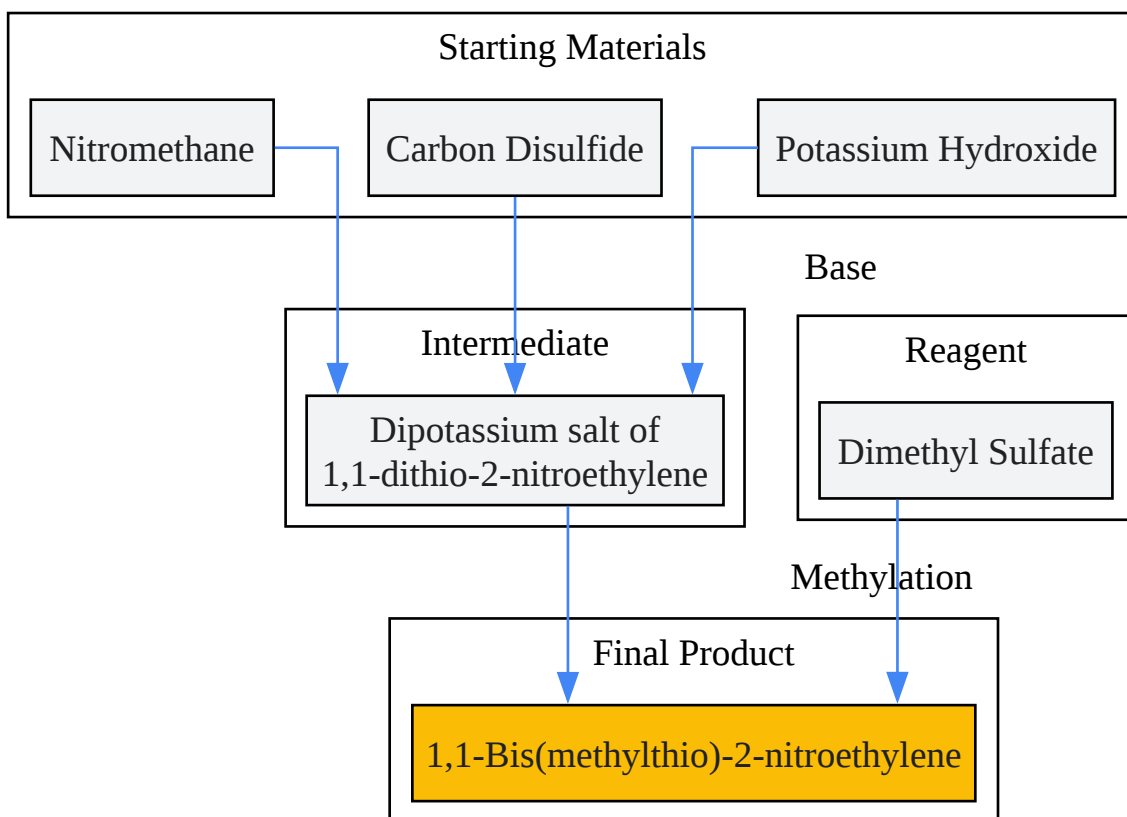 Starting Materials
Nitromethane
Carbon Disulfide
Potassium Hydroxide
Base
Intermediate
Reagent
Dipotassium salt of
1,1-dithio-2-nitroethylene
Dimethyl Sulfate
Methylation
Final Product
1,1-Bis(methylthio)-2-nitroethylene